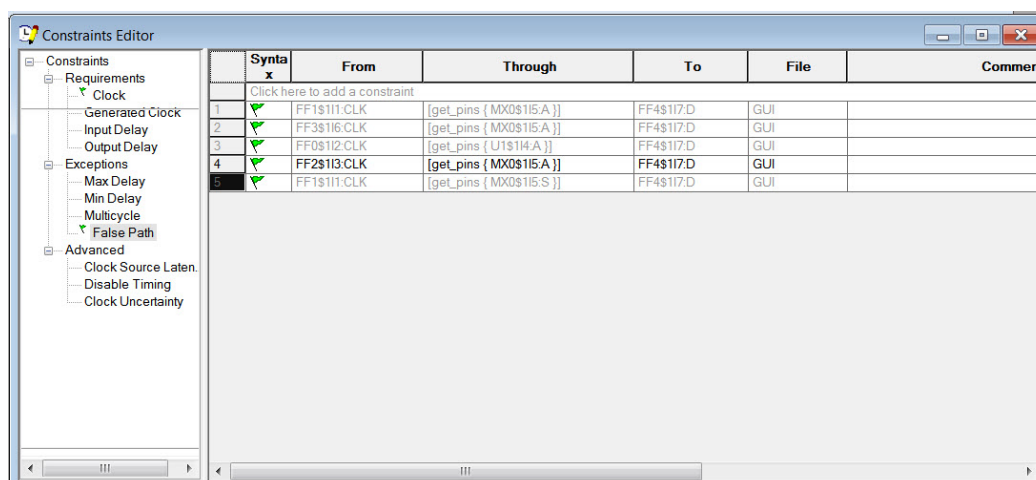 Constraints Editor
Constraints
Requirements
Clock
Generated Clock
Input Delay
Output Delay
Exceptions
Max Delay
Min Delay
Multicycle
False Path
Advanced
Clock Source Laten.
Disable Timing
Clock Uncertainty
Syntax From Through To File Commen
Click here to add a constraint
1 FF1$1I1:CLK [get_pins { MX0$1I5:A }] FF4$1I7:D GUI
2 FF3$1I6:CLK [get_pins { MX0$1I5:A }] FF4$1I7:D GUI
3 FF0$1I2:CLK [get_pins { U1$1I4:A }] FF4$1I7:D GUI
4 FF2$1I3:CLK [get_pins { MX0$1I5:A }] FF4$1I7:D GUI
5 FF1$1I1:CLK [get_pins { MX0$1I5:S }] FF4$1I7:D GUI